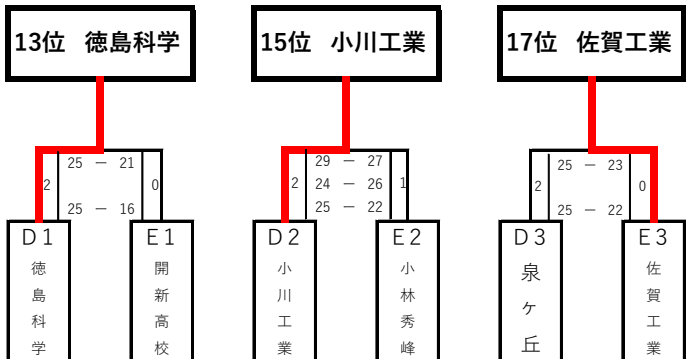 13位 徳島科学
15位 小川工業
17位 佐賀工業
2
25 － 21
25 － 16
0
2
29 － 27
24 － 26
25 － 22
1
2
25 － 23
25 － 22
0
D1
徳島科学
E1
開新高校
D2
小川工業
E2
小林秀峰
D3
泉ヶ丘
E3
佐賀工業